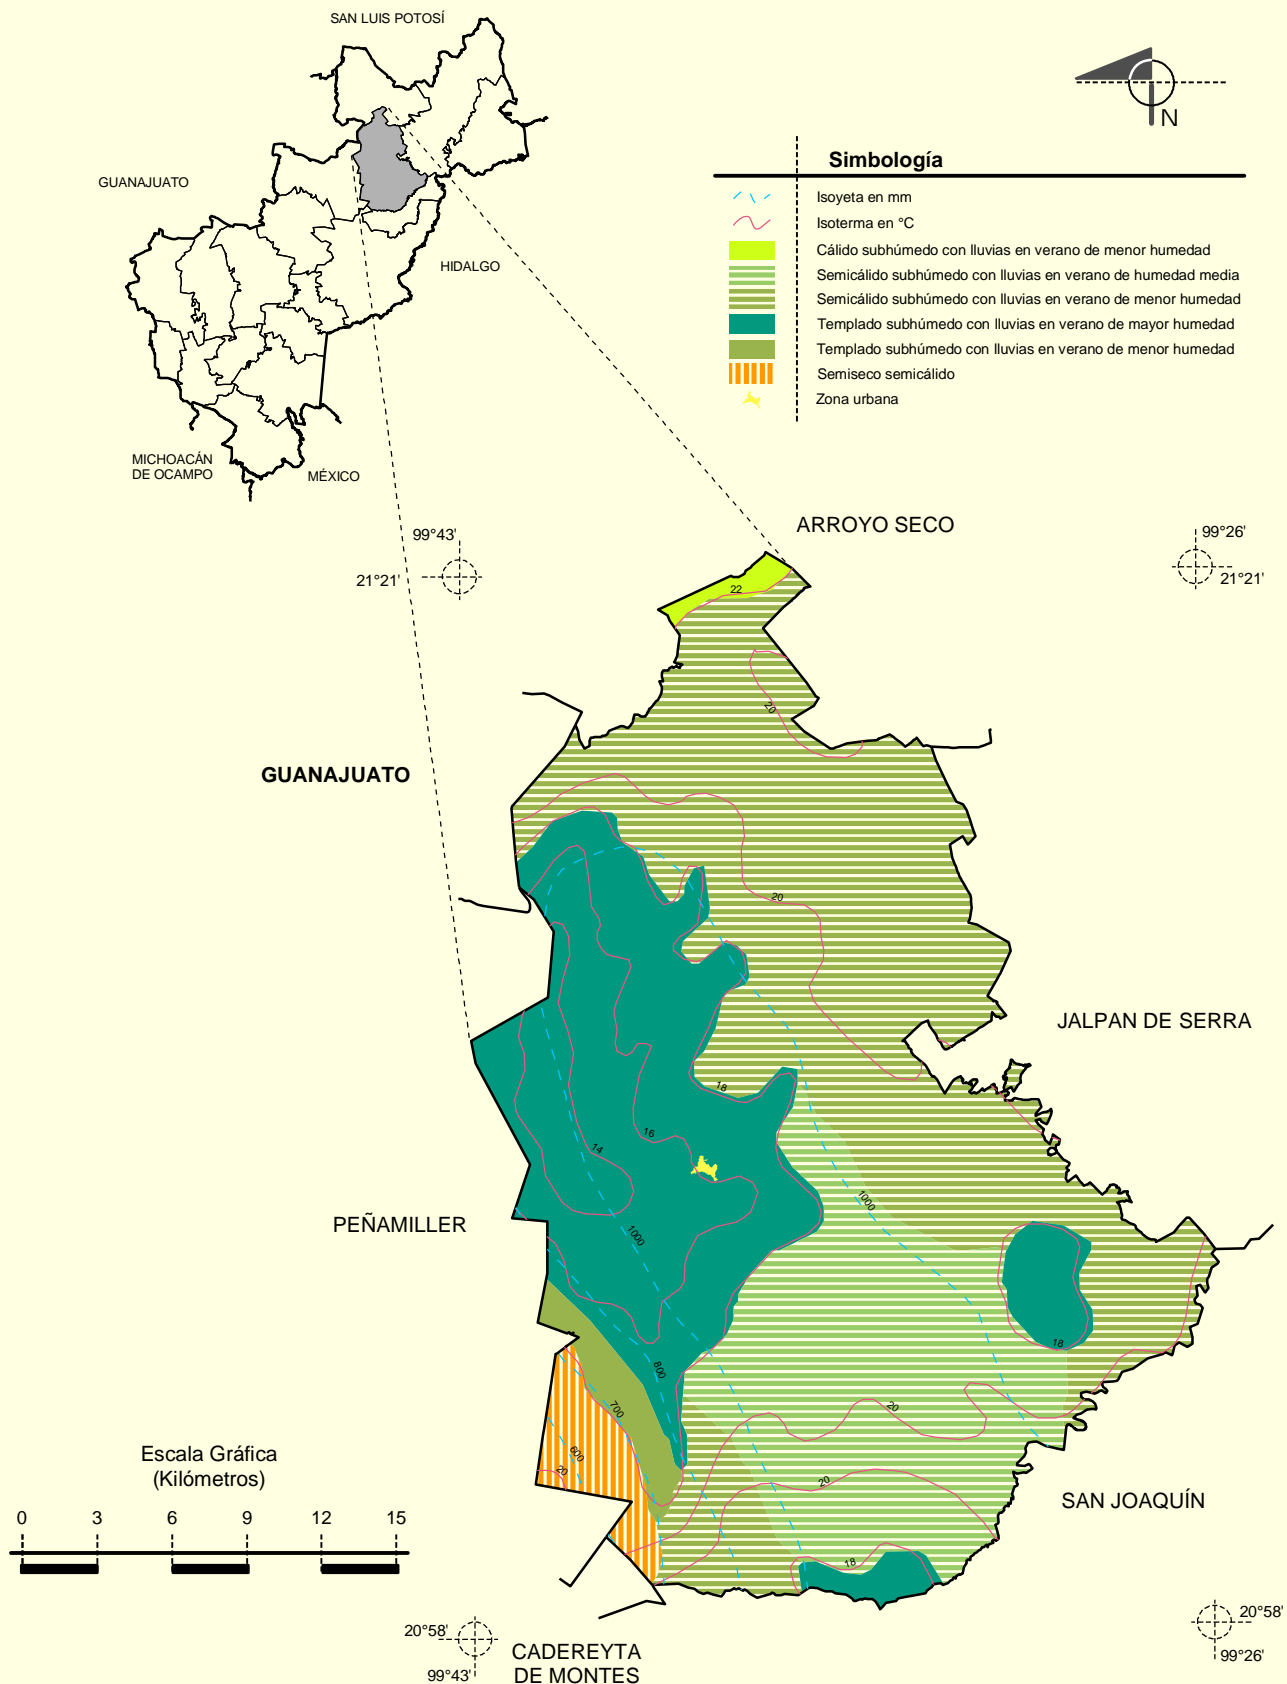 SAN LUIS POTOSÍ
GUANAJUATO
HIDALGO
MICHOACÁN
DE OCAMPO
MÉXICO
N
Simbología
Isoyeta en mm
Isoterma en °C
Cálido subhúmedo con lluvias en verano de menor humedad
Semicálido subhúmedo con lluvias en verano de humedad media
Semicálido subhúmedo con lluvias en verano de menor humedad
Templado subhúmedo con lluvias en verano de mayor humedad
Templado subhúmedo con lluvias en verano de menor humedad
Semiseco semicálido
Zona urbana
ARROYO SECO
99°43'
21°21'
99°26'
21°21'
22
20
GUANAJUATO
20
JALPAN DE SERRA
18
16
14
1000
PEÑAMILLER
1000
18
800
700
20
600
20
20
SAN JOAQUÍN
18
Escala Gráfica
(Kilómetros)
0 3 6 9 12 15
20°58'
99°43'
CADEREYTA
DE MONTES
20°58'
99°26'